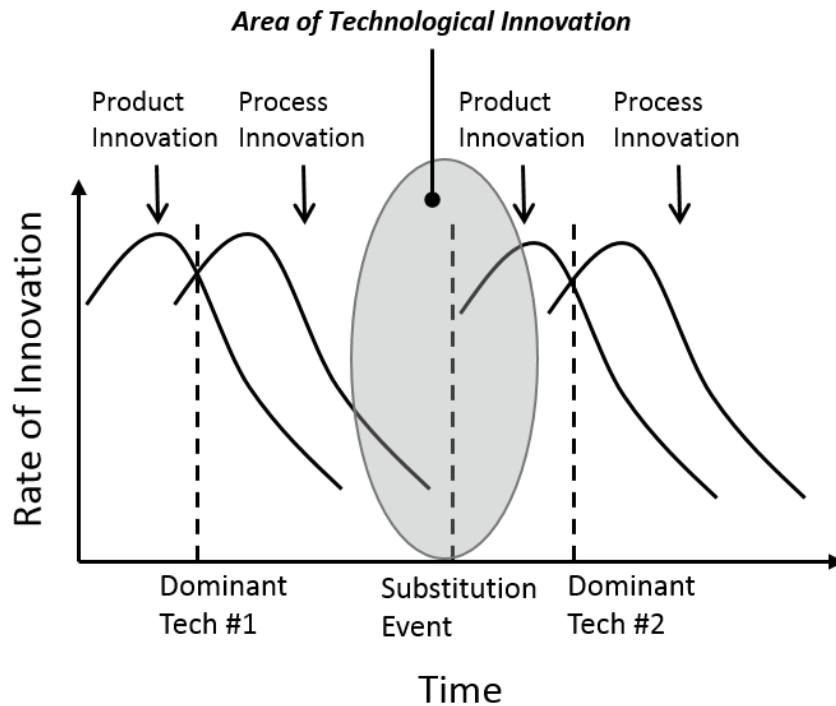 Area of Technological Innovation
Product
Innovation
Process
Innovation
Product
Innovation
Process
Innovation
Rate of Innovation
Dominant
Tech #1
Substitution
Event
Dominant
Tech #2
Time